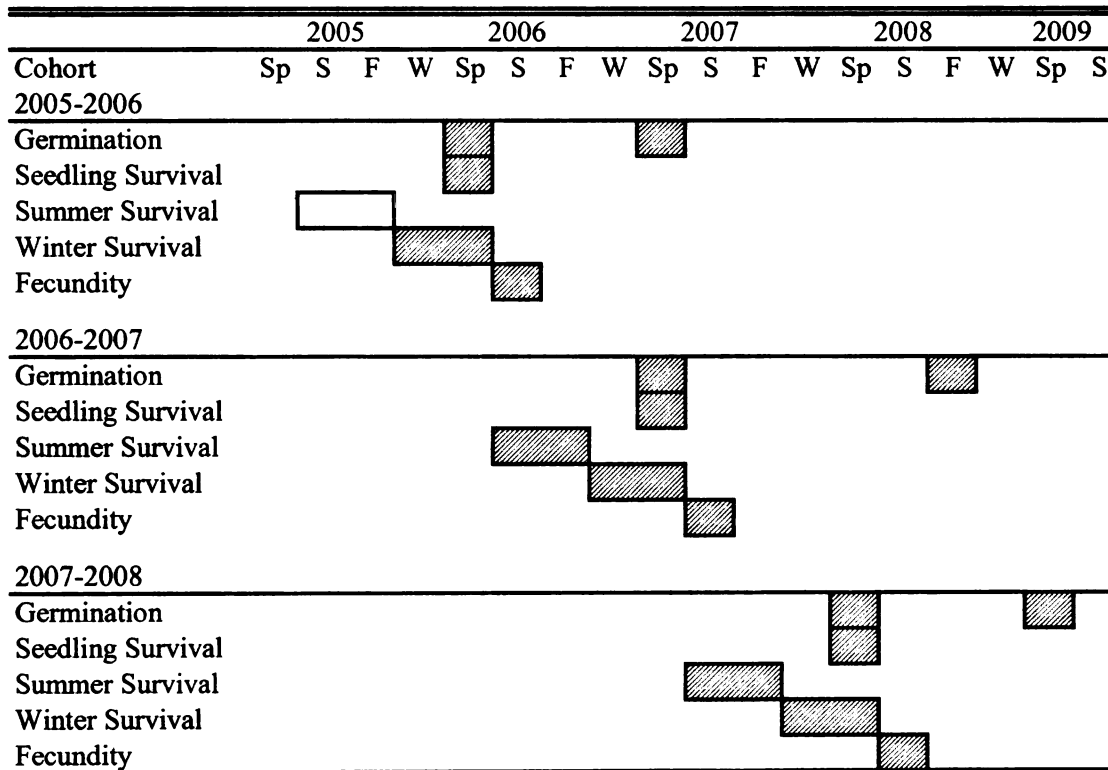 2005 2006 2007 2008 2009
Cohort Sp S F W Sp S F W Sp S F W Sp S F W Sp S
2005-2006
Germination
Seedling Survival
Summer Survival
Winter Survival
Fecundity
2006-2007
Germination
Seedling Survival
Summer Survival
Winter Survival
Fecundity
2007-2008
Germination
Seedling Survival
Summer Survival
Winter Survival
Fecundity